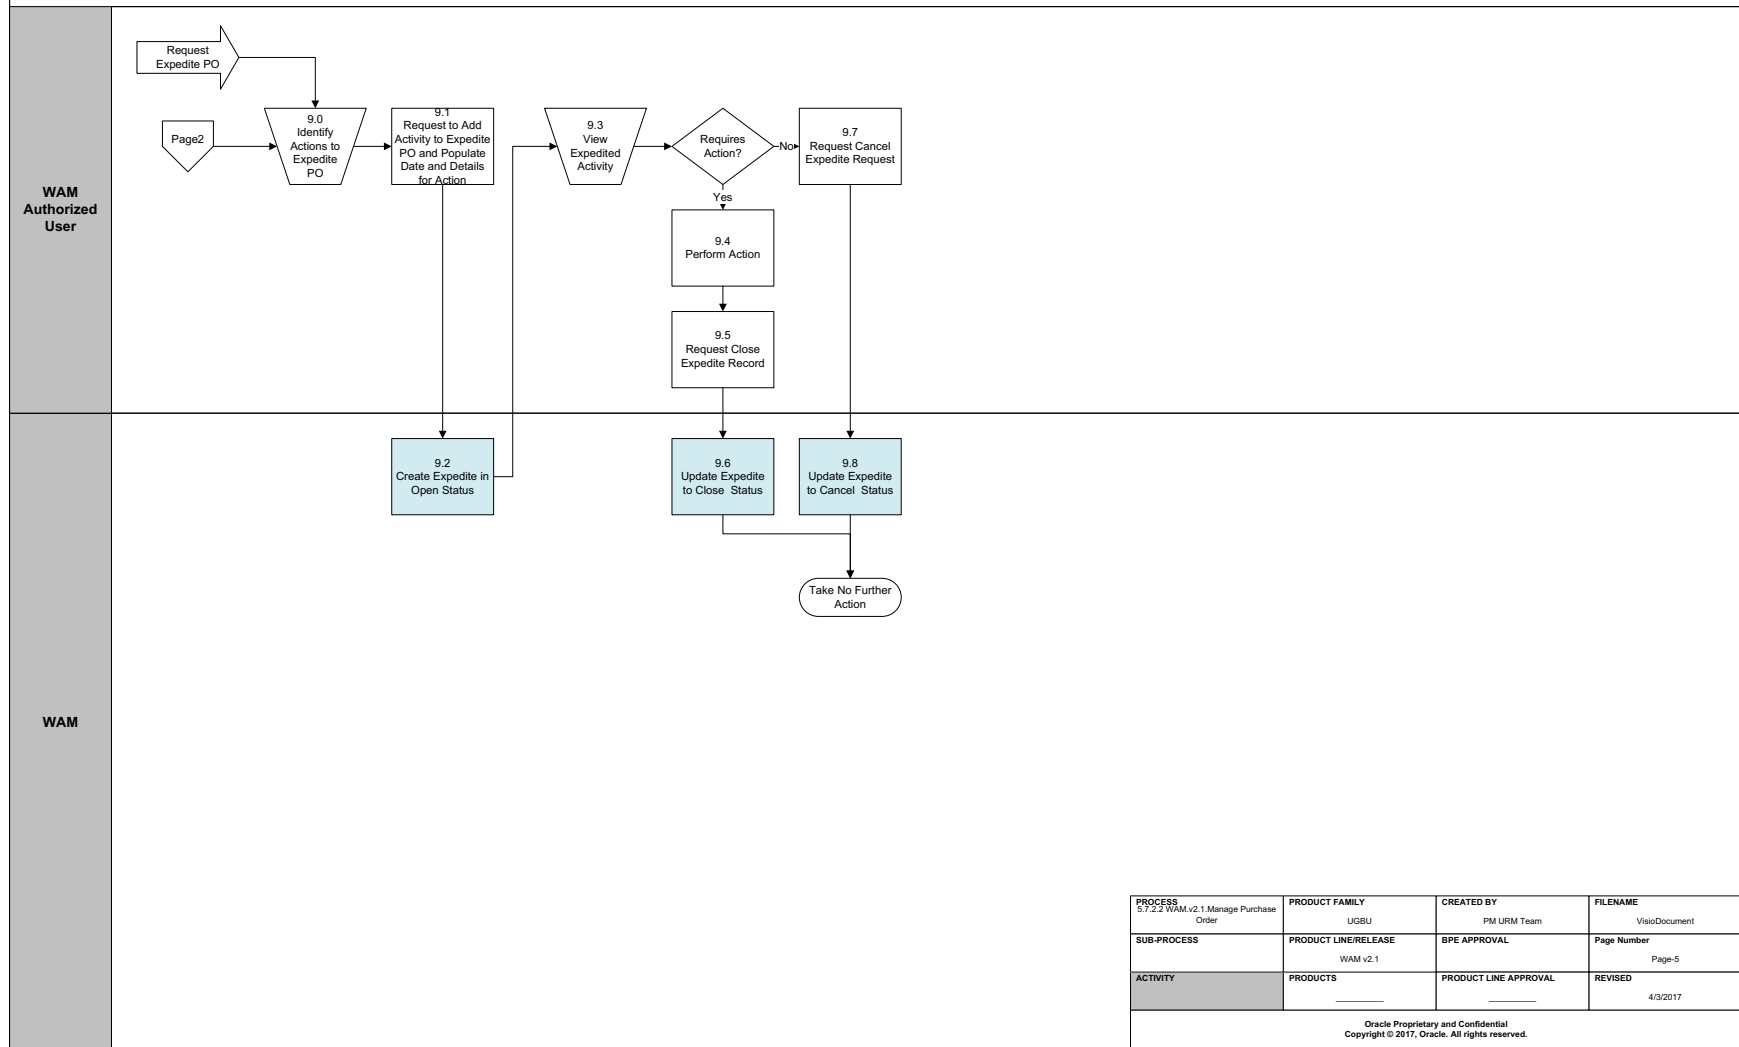 Request
Expedite PO
Page2
9.0
Identify
Actions to
Expedite
PO
9.1
Request to Add
Activity to Expedite
PO and Populate
Date and Details
for Action
9.3
View
Expedited
Activity
Requires
Action?
No
9.7
Request Cancel
Expedite Request
Yes
WAM
Authorized
User
9.4
Perform Action
9.5
Request Close
Expedite Record
9.2
Create Expedite in
Open Status
9.6
Update Expedite
to Close  Status
9.8
Update Expedite
to Cancel  Status
Take No Further
Action
WAM
PROCESS
5.7.2.2 WAM.v2.1.Manage Purchase
Order
PRODUCT FAMILY
UGBU
CREATED BY
PM URM Team
FILENAME
VisioDocument
SUB-PROCESS
PRODUCT LINE/RELEASE
WAM v2.1
BPE APPROVAL
Page Number
Page-5
ACTIVITY
PRODUCTS
PRODUCT LINE APPROVAL
REVISED
4/3/2017
Oracle Proprietary and Confidential
Copyright © 2017, Oracle. All rights reserved.